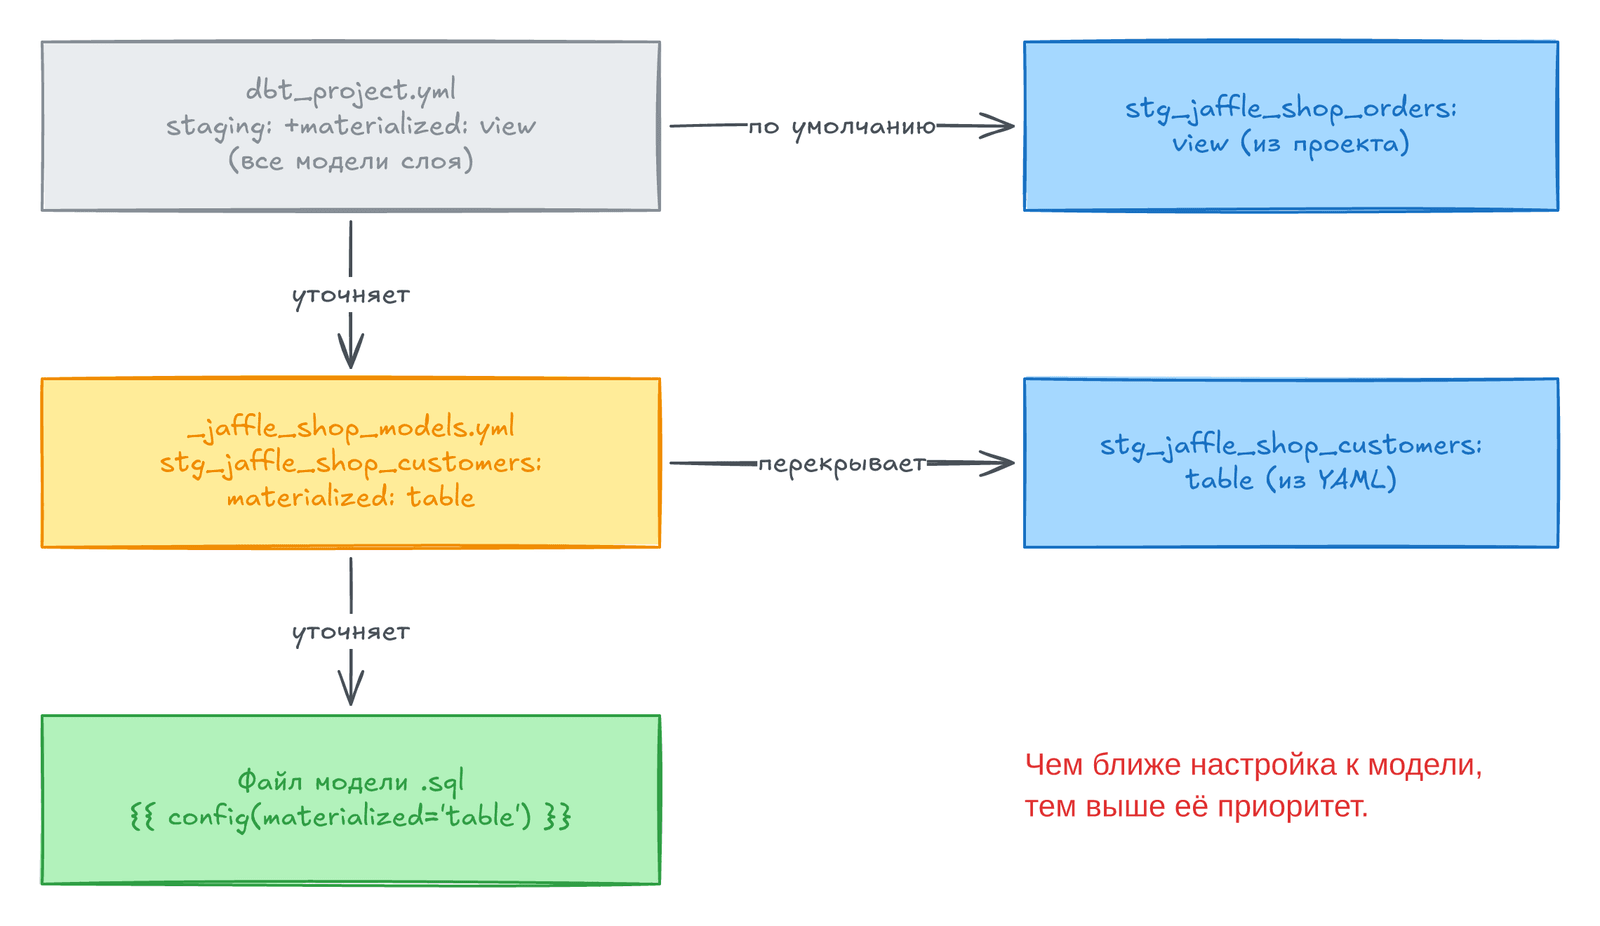 dbt_project.yml
staging: +materialized: view
(все модели слоя)
по умолчанию
stg_jaffle_shop_orders:
view (из проекта)
уточняет
_jaffle_shop_models.yml
stg_jaffle_shop_customers:
materialized: table
перекрывает
stg_jaffle_shop_customers:
table (из YAML)
уточняет
Файл модели .sql
{{ config(materialized='table') }}
Чем ближе настройка к модели,
тем выше её приоритет.